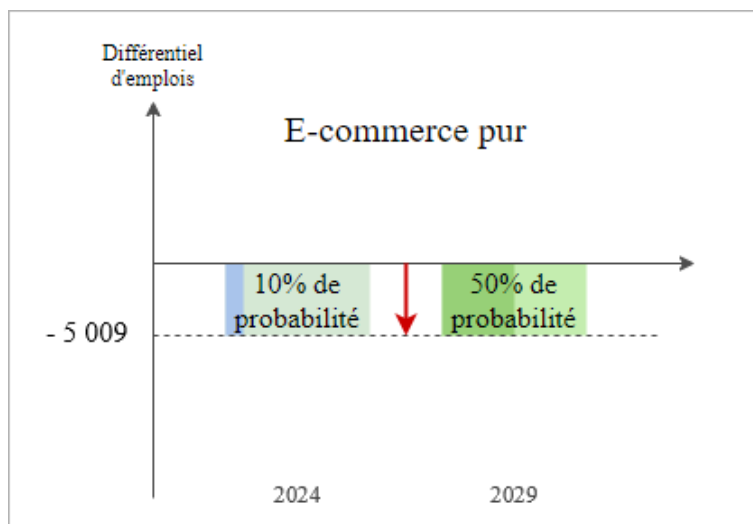 Différentiel
d'emplois
E-commerce pur
10% de
probabilité
50% de
probabilité
- 5 009
2024
2029